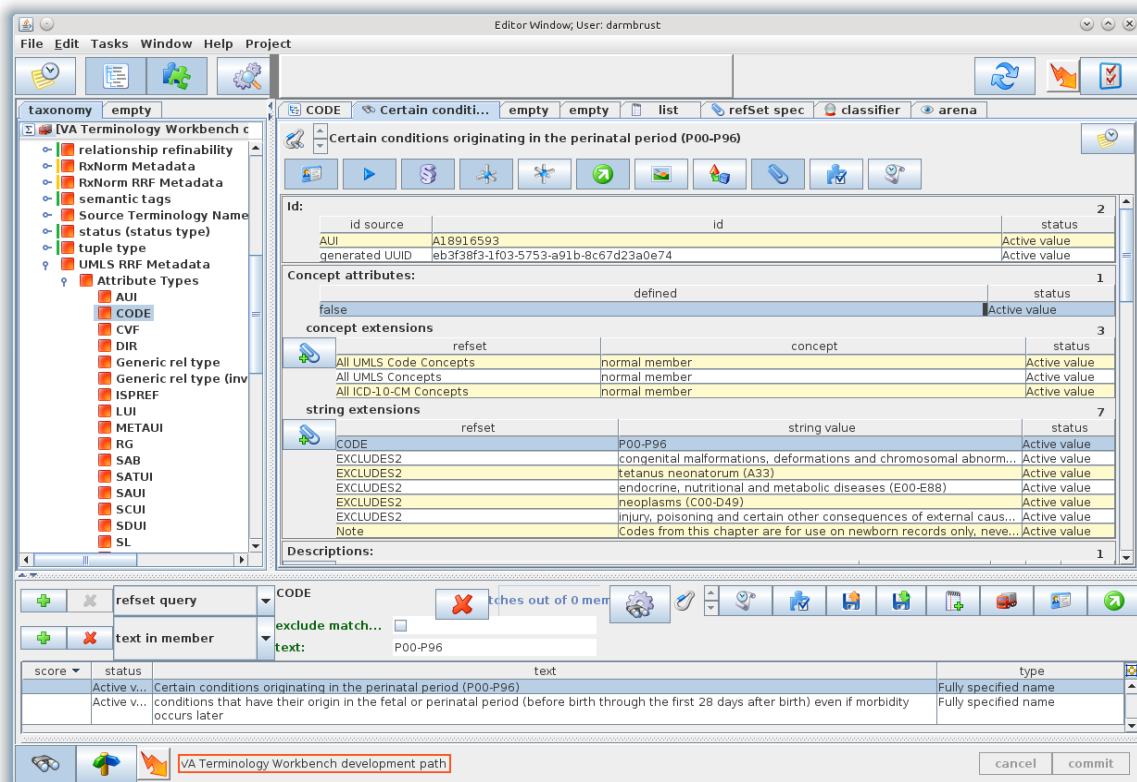 Editor Window; User: darmbrust
File Edit Tasks Window Help Project
taxonomy empty
CODE Certain conditi... empty empty list refSet spec classifier arena
Σ [VA Terminology Workbench c
relationship refinability
RxNorm Metadata
RxNorm RRF Metadata
semantic tags
Source Terminology Name
status (status type)
tuple type
UMLS RRF Metadata
Attribute Types
AUI
CODE
CVF
DIR
Generic rel type
Generic rel type (inv
ISPREF
LUI
METAUI
RG
SAB
SATUI
SAUI
SCUI
SDUI
SL
Certain conditions originating in the perinatal period (P00-P96)
Id: 2
id source id status
AUI A18916593 Active value
generated UUID eb3f38f3-1f03-5753-a91b-8c67d23a0e74 Active value
Concept attributes: 1
defined status
false Active value
concept extensions 3
refset concept status
All UMLS Code Concepts normal member Active value
All UMLS Concepts normal member Active value
All ICD-10-CM Concepts normal member Active value
string extensions 7
refset string value status
CODE P00-P96 Active value
EXCLUDES2 congenital malformations, deformations and chromosomal abnorm... Active value
EXCLUDES2 tetanus neonatorum (A33) Active value
EXCLUDES2 endocrine, nutritional and metabolic diseases (E00-E88) Active value
EXCLUDES2 neoplasms (C00-D49) Active value
EXCLUDES2 injury, poisoning and certain other consequences of external caus... Active value
Note Codes from this chapter are for use on newborn records only, neve... Active value
Descriptions: 1
refset query CODE tches out of 0 mem
exclude match...
text in member text: P00-P96
score status text type
Active v... Certain conditions originating in the perinatal period (P00-P96) Fully specified name
Active v... conditions that have their origin in the fetal or perinatal period (before birth through the first 28 days after birth) even if morbidity Fully specified name
occurs later
vA Terminology Workbench development path
cancel commit